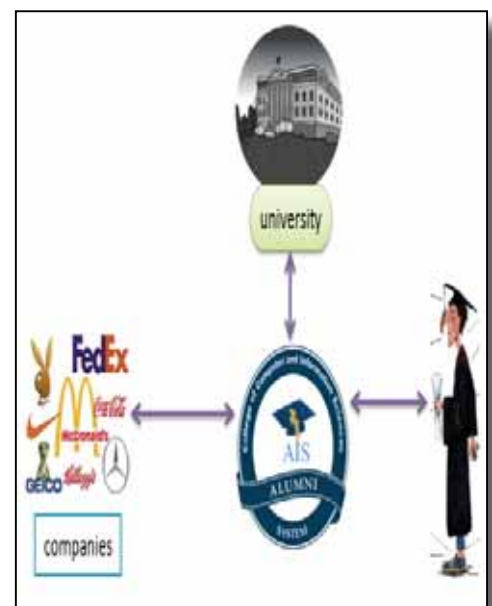 university
FedEx
Coca-Cola
McDonald's
GEICO
Kellogg's
companies
College of Computer and Information Sciences
AIS
ALUMNI
SYSTEM